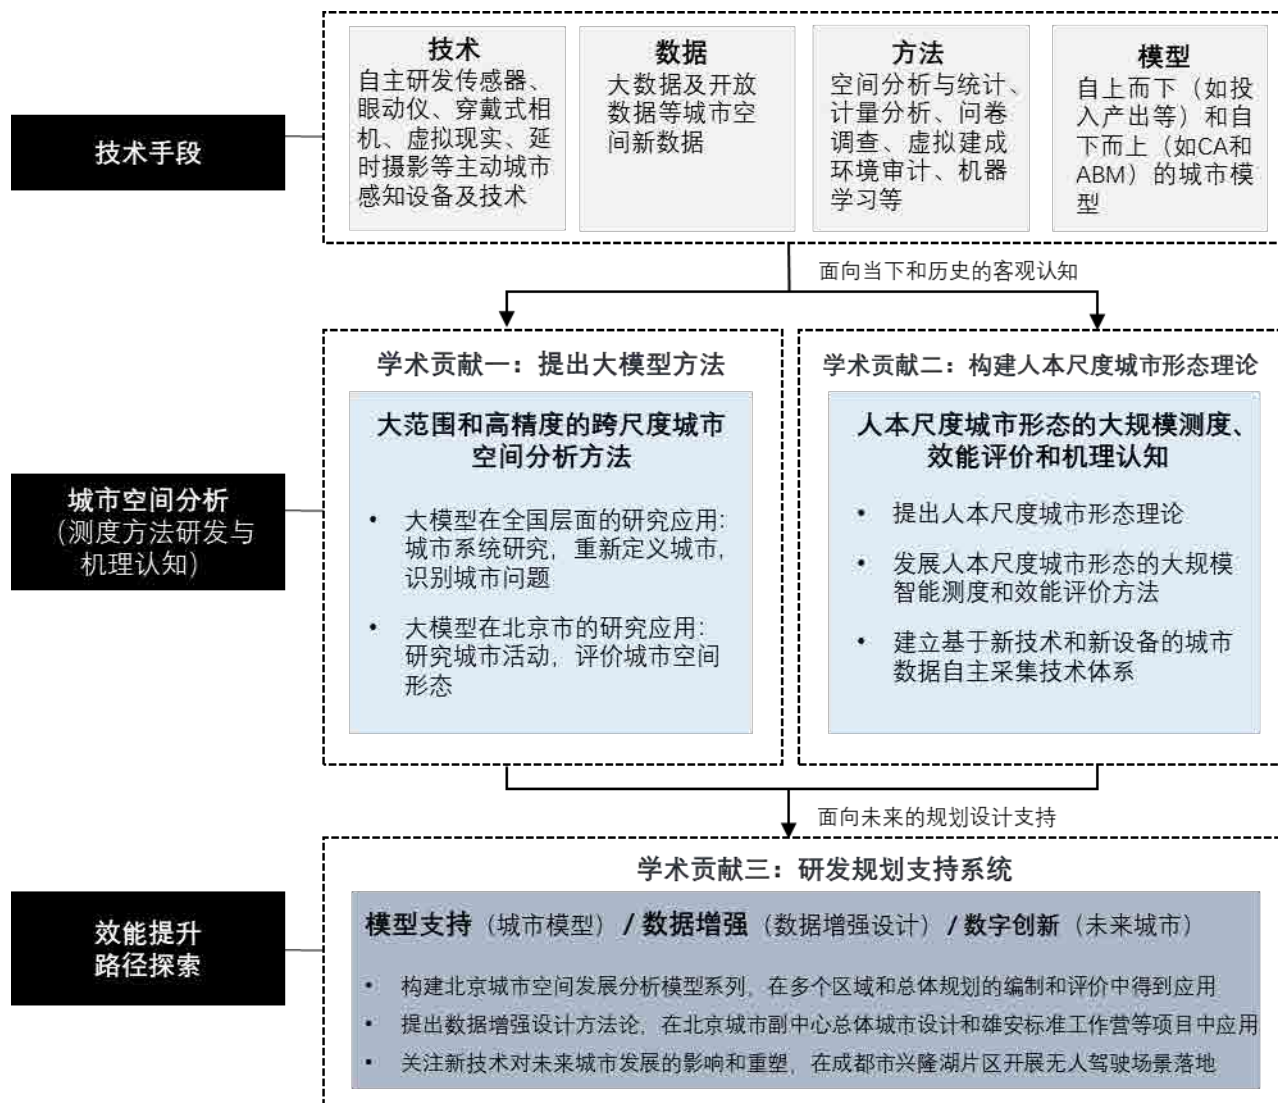 技术手段
技术
自主研发传感器、
眼动仪、穿戴式相
机、虚拟现实、延
时摄影等主动城市
感知设备及技术
数据
大数据及开放
数据等城市空
间新数据
方法
空间分析与统计、
计量分析、问卷
调查、虚拟建成
环境审计、机器
学习等
模型
自上而下（如投
入产出等）和自
下而上（如CA和
ABM）的城市模
型
面向当下和历史的客观认知
城市空间分析
（测度方法研发与
机理认知）
学术贡献一：提出大模型方法
大范围和高精度的跨尺度城市
空间分析方法
• 大模型在全国层面的研究应用：
城市系统研究，重新定义城市，
识别城市问题
• 大模型在北京市的研究应用：
研究城市活动，评价城市空间
形态
学术贡献二：构建人本尺度城市形态理论
人本尺度城市形态的大规模测度、
效能评价和机理认知
• 提出人本尺度城市形态理论
• 发展人本尺度城市形态的大规模
智能测度和效能评价方法
• 建立基于新技术和新设备的城市
数据自主采集技术体系
面向未来的规划设计支持
效能提升
路径探索
学术贡献三：研发规划支持系统
模型支持（城市模型）/ 数据增强（数据增强设计）/ 数字创新（未来城市）
• 构建北京城市空间发展分析模型系列，在多个区域和总体规划的编制和评价中得到应用
• 提出数据增强设计方法论，在北京城市副中心总体城市设计和雄安标准工作营等项目中应用
• 关注新技术对未来城市发展的影响和重塑，在成都市兴隆湖片区开展无人驾驶场景落地